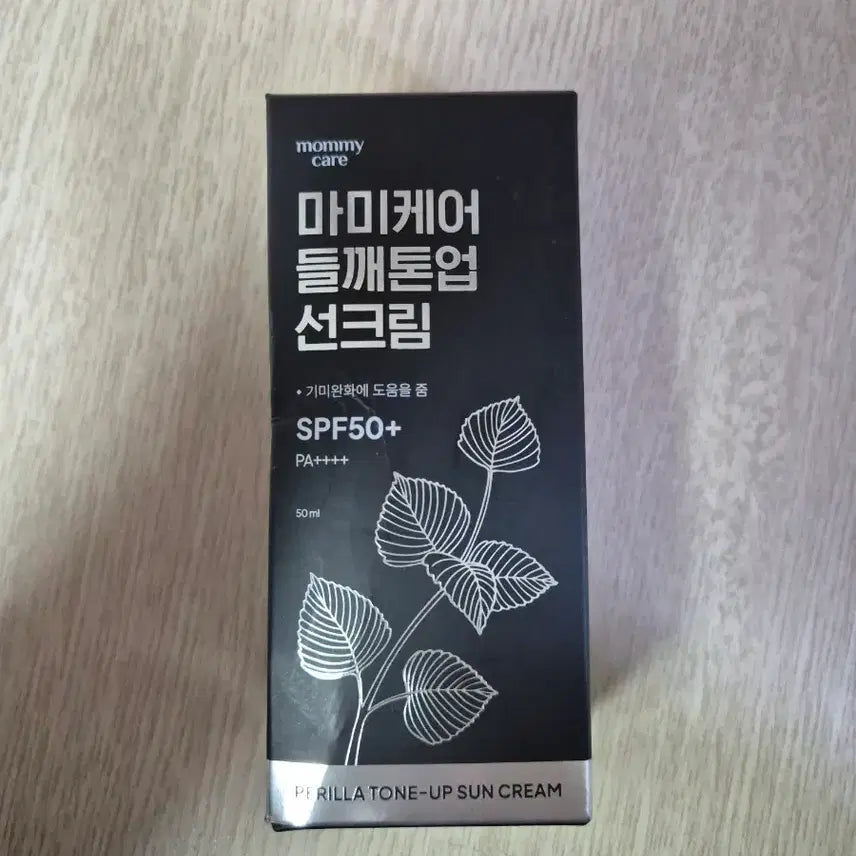 mommy
care
마미케어
들깨톤업
선크림
• 기미완화에 도움을 줌
SPF50+
PA++++
50ml
PERILLA TONE-UP SUN CREAM